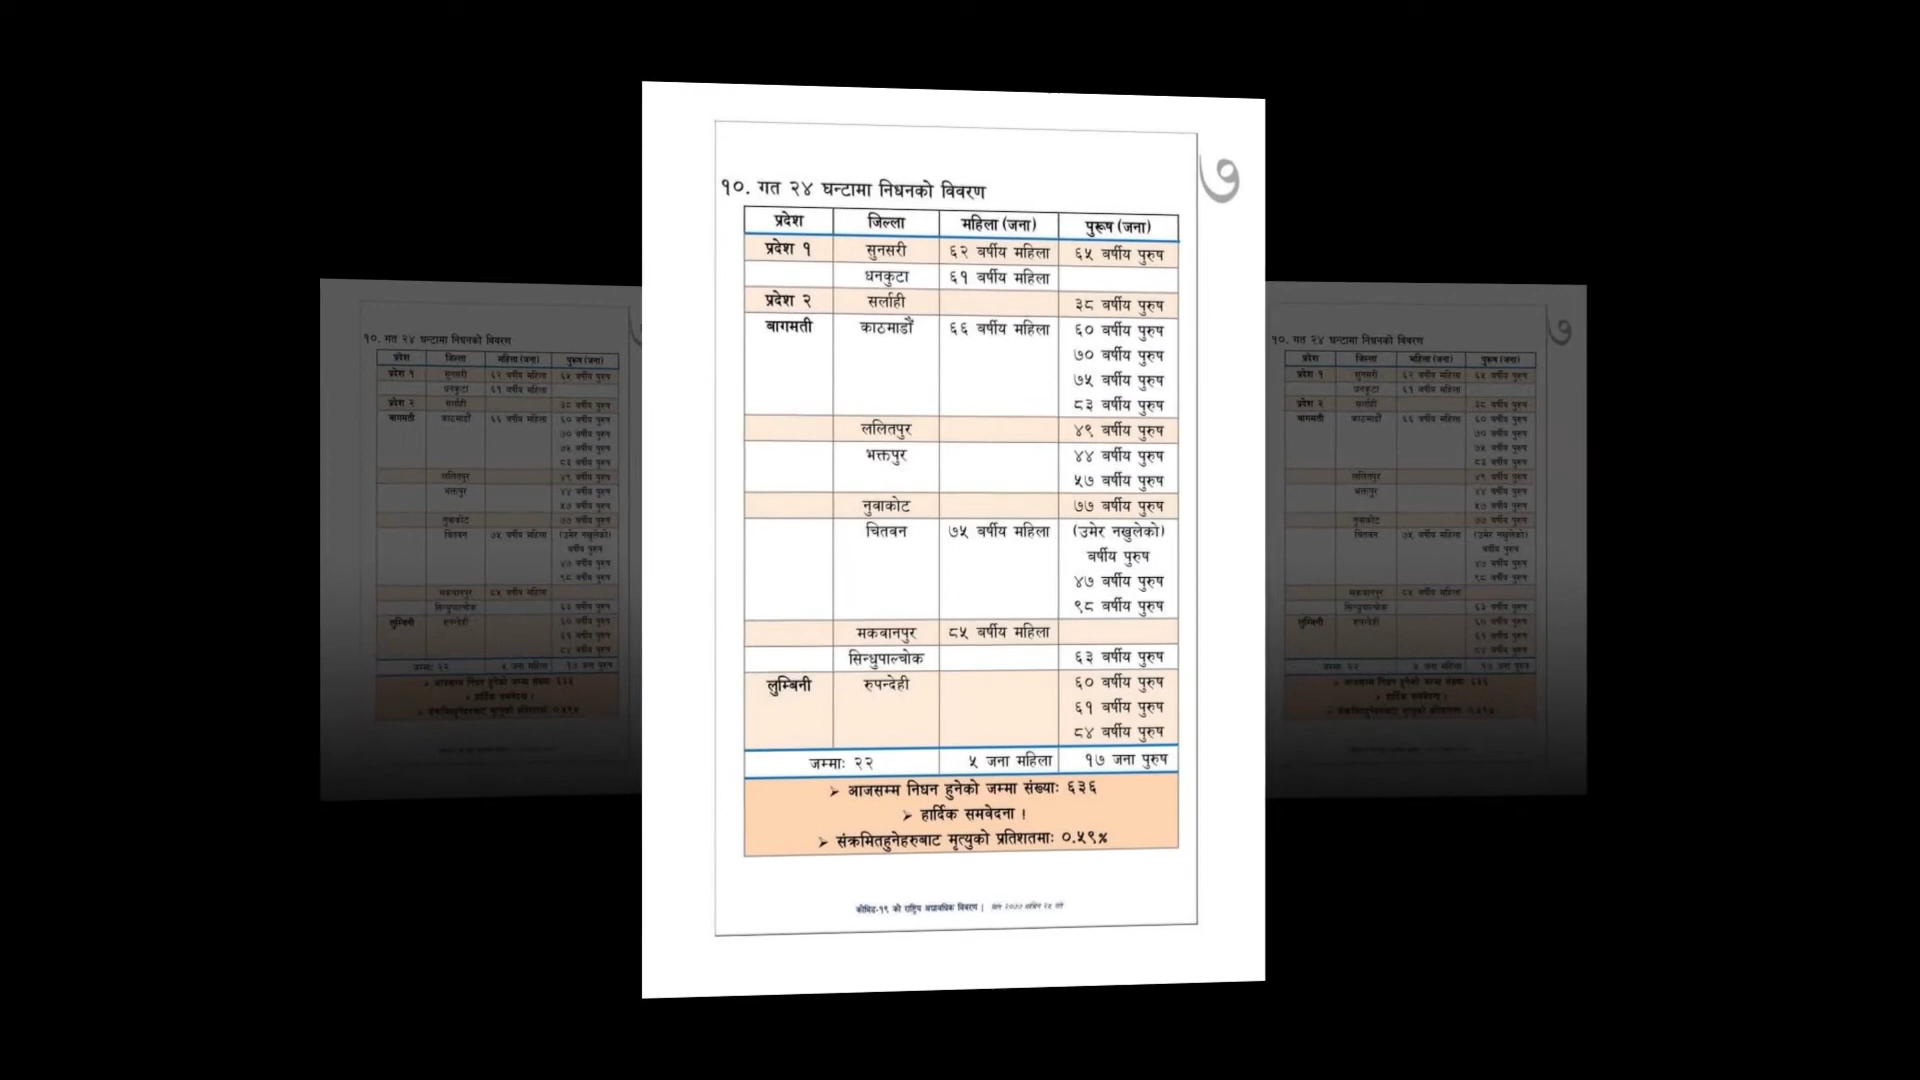 ७
१०. गत २४ घन्टामा निधनको विवरण
प्रदेश जिल्ला महिला (जना) पुरूष (जना)
प्रदेश १ सुनसरी ६२ वर्षीय महिला ६५ वर्षीय पुरुष
धनकुटा ६१ वर्षीय महिला
प्रदेश २ सर्लाही ३८ वर्षीय पुरुष
बागमती काठमाडौं ६६ वर्षीय महिला ६० वर्षीय पुरुष
७० वर्षीय पुरुष
७५ वर्षीय पुरुष
८३ वर्षीय पुरुष
ललितपुर ४९ वर्षीय पुरुष
भक्तपुर ४४ वर्षीय पुरुष
५७ वर्षीय पुरुष
नुवाकोट ७७ वर्षीय पुरुष
चितवन ७५ वर्षीय महिला (उमेर नखुलेको)
वर्षीय पुरुष
४७ वर्षीय पुरुष
९८ वर्षीय पुरुष
मकवानपुर ८५ वर्षीय महिला
सिन्धुपाल्चोक ६३ वर्षीय पुरुष
लुम्बिनी रुपन्देही ६० वर्षीय पुरुष
६१ वर्षीय पुरुष
८४ वर्षीय पुरुष
जम्माः २२ ५ जना महिला १७ जना पुरुष
➢ आजसम्म निधन हुनेको जम्मा संख्याः ६३६
➢ हार्दिक समवेदना !
➢ संक्रमितहुनेहरुबाट मृत्युको प्रतिशतमाः ०.५९%
कोभिड-१९ को राष्ट्रिय अद्यावधिक विवरण |